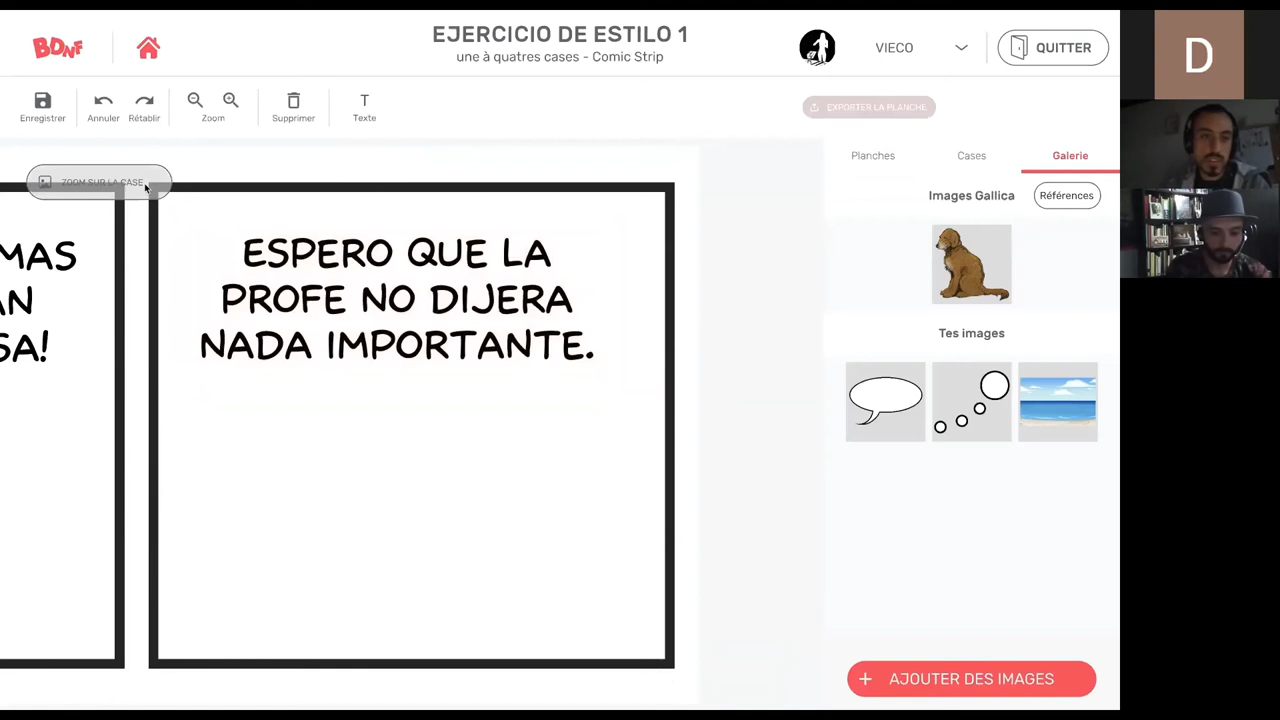 BDnF
EJERCICIO DE ESTILO 1
une à quatres cases - Comic Strip
VIECO
QUITTER
Enregistrer
Annuler
Rétablir
Zoom
Supprimer
T
Texte
EXPORTER LA PLANCHE
Planches
Cases
Galerie
Images Gallica
Références
Tes images
+ AJOUTER DES IMAGES
ZOOM SUR LA CASE
MAS
AN
SA!
ESPERO QUE LA
PROFE NO DIJERA
NADA IMPORTANTE.
D